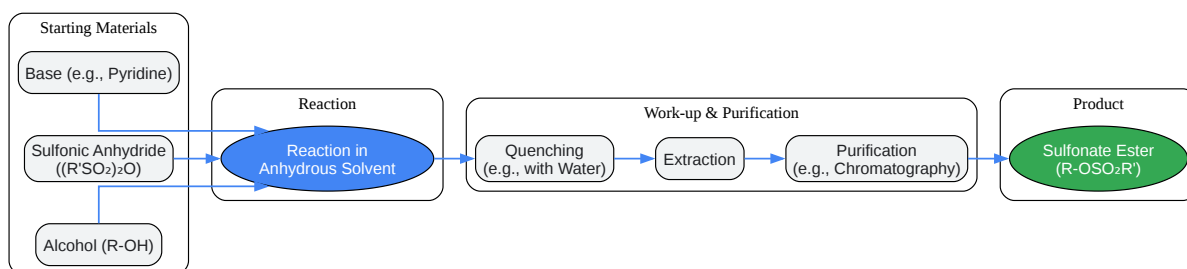 Starting Materials
Base (e.g., Pyridine)
Sulfonic Anhydride
((R'SO₂)₂O)
Alcohol (R-OH)
Reaction
Reaction in
Anhydrous Solvent
Work-up & Purification
Quenching
(e.g., with Water)
Extraction
Purification
(e.g., Chromatography)
Product
Sulfonate Ester
(R-OSO₂R')